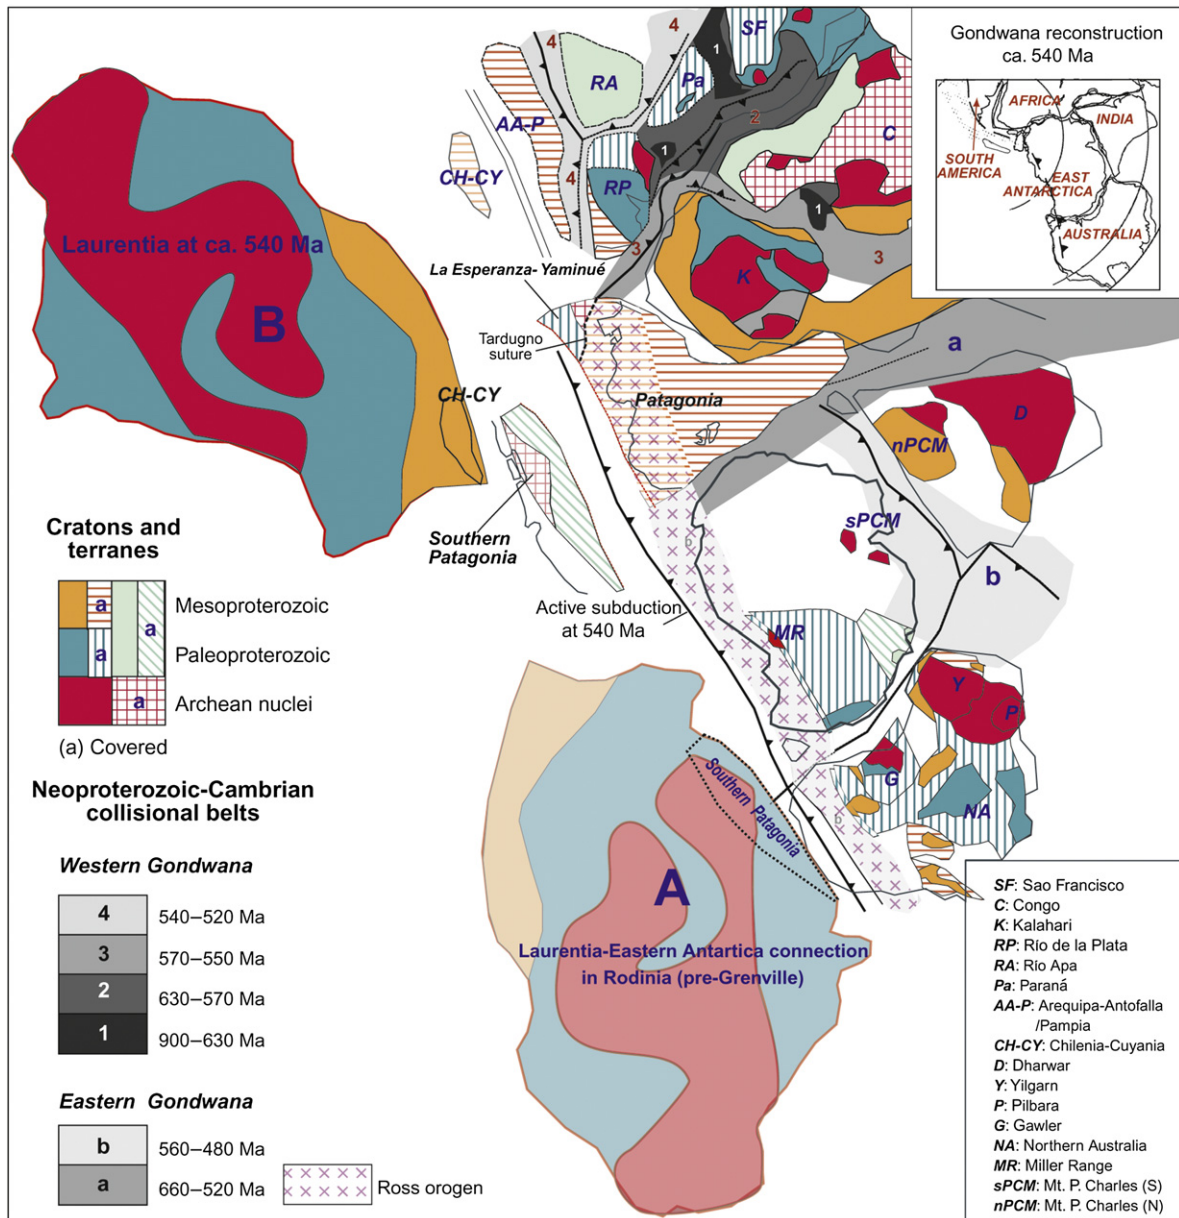 Gondwana reconstruction
ca. 540 Ma
AFRICA
INDIA
SOUTH
AMERICA
EAST
ANTARCTICA
AUSTRALIA
4
4
SF
1
RA
Pa
2
AA-P
C
1
CH-CY
4
RP
1
3
3
La Esperanza-Yaminué
K
Tardugno
suture
a
Patagonia
Laurentia at ca. 540 Ma
B
CH-CY
D
nPCM
Southern
Patagonia
sPCM
b
b
Active subduction
at 540 Ma
MR
Y
P
G
NA
b
Southern Patagonia
A
Laurentia-Eastern Antartica connection
in Rodinia (pre-Grenville)
Cratons and
terranes
a
Mesoproterozoic
a
a
Paleoproterozoic
a
Archean nuclei
(a) Covered
Neoproterozoic-Cambrian
collisional belts
Western Gondwana
4 540–520 Ma
3 570–550 Ma
2 630–570 Ma
1 900–630 Ma
Eastern Gondwana
b 560–480 Ma
a 660–520 Ma
Ross orogen
SF: Sao Francisco
C: Congo
K: Kalahari
RP: Río de la Plata
RA: Río Apa
Pa: Paraná
AA-P: Arequipa-Antofalla
/Pampia
CH-CY: Chilenia-Cuyania
D: Dharwar
Y: Yilgarn
P: Pilbara
G: Gawler
NA: Northern Australia
MR: Miller Range
sPCM: Mt. P. Charles (S)
nPCM: Mt. P. Charles (N)